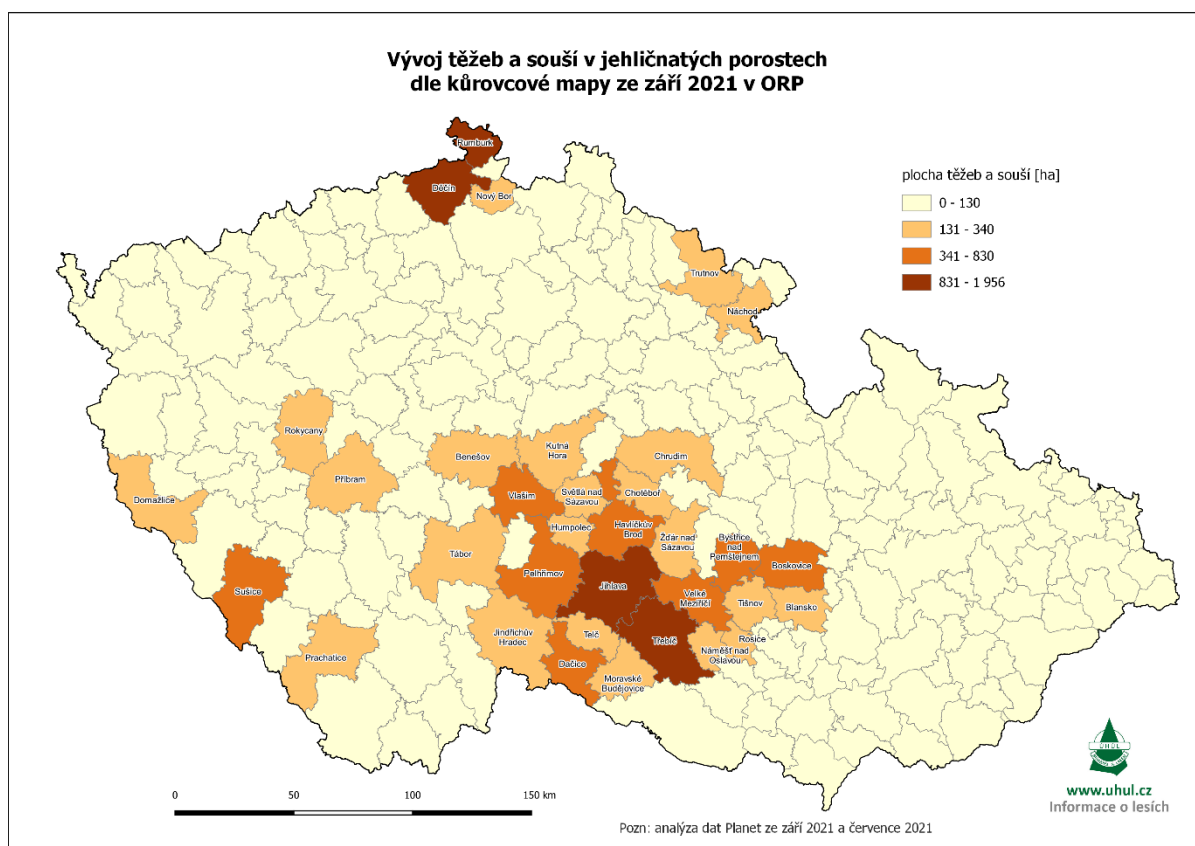 Vývoj těžeb a souší v jehličnatých porostech
dle kůrovcové mapy ze září 2021 v ORP
plocha těžeb a souší [ha]
0 - 130
131 - 340
341 - 830
831 - 1 956
Rumburk
Děčín
Nový Bor
Trutnov
Náchod
Rokycany
Příbram
Benešov
Kutná
Hora
Chrudim
Domažlice
Vlašim
Světlá nad
Sázavou
Chotěboř
Humpolec
Havlíčkův
Brod
Žďár nad
Sázavou
Bystřice
nad
Pernštejnem
Boskovice
Tábor
Pelhřimov
Jihlava
Velké
Meziříčí
Tišnov
Blansko
Sušice
Prachatice
Jindřichův
Hradec
Telč
Třebíč
Rosice
Náměšť nad
Oslavou
Dačice
Moravské
Budějovice
ÚHÚL
www.uhul.cz
Informace o lesích
0 50 100 150 km
Pozn: analýza dat Planet ze září 2021 a července 2021